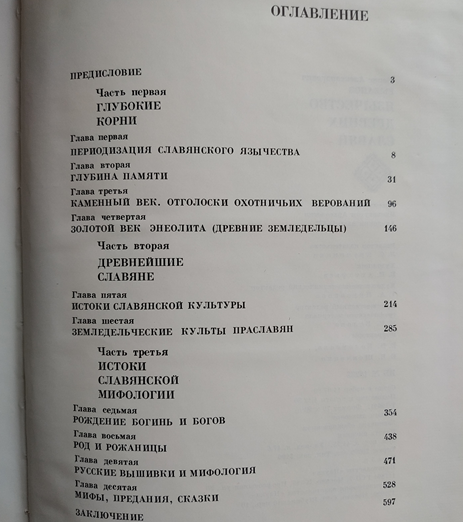 ОГЛАВЛЕНИЕ
ПРЕДИСЛОВИЕ 3
Часть первая
ГЛУБОКИЕ
КОРНИ
Глава первая
ПЕРИОДИЗАЦИЯ СЛАВЯНСКОГО ЯЗЫЧЕСТВА 8
Глава вторая
ГЛУБИНА ПАМЯТИ 31
Глава третья
КАМЕННЫЙ ВЕК. ОТГОЛОСКИ ОХОТНИЧЬИХ ВЕРОВАНИЙ 96
Глава четвертая
ЗОЛОТОЙ ВЕК ЭНЕОЛИТА (ДРЕВНИЕ ЗЕМЛЕДЕЛЬЦЫ) 146
Часть вторая
ДРЕВНЕЙШИЕ
СЛАВЯНЕ
Глава пятая
ИСТОКИ СЛАВЯНСКОЙ КУЛЬТУРЫ 214
Глава шестая
ЗЕМЛЕДЕЛЬЧЕСКИЕ КУЛЬТЫ ПРАСЛАВЯН 285
Часть третья
ИСТОКИ
СЛАВЯНСКОЙ
МИФОЛОГИИ
Глава седьмая
РОЖДЕНИЕ БОГИНЬ И БОГОВ 354
Глава восьмая
РОД И РОЖАНИЦЫ 438
Глава девятая
РУССКИЕ ВЫШИВКИ И МИФОЛОГИЯ 471
Глава десятая
МИФЫ, ПРЕДАНИЯ, СКАЗКИ 528
ЗАКЛЮЧЕНИЕ 597